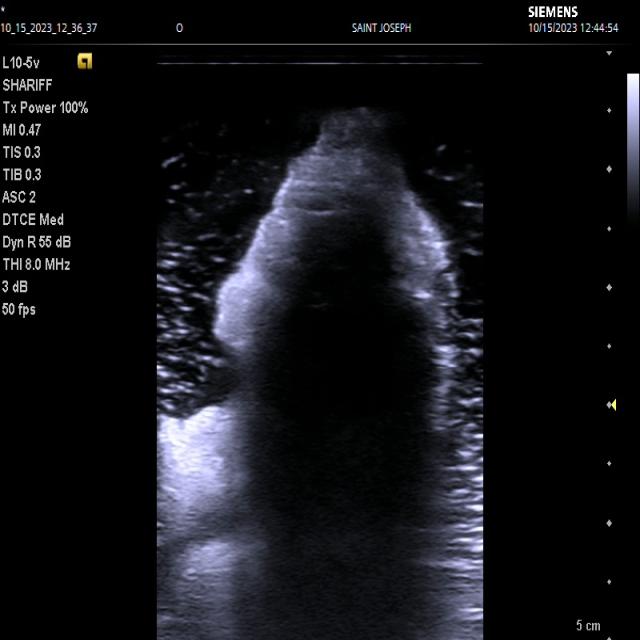 *
SIEMENS
10_15_2023_12_36_37
O
SAINT JOSEPH
10/15/2023 12:44:54
L10-5v
SHARIFF
Tx Power 100%
MI 0.47
TIS 0.3
TIB 0.3
ASC 2
DTCE Med
Dyn R 55 dB
THI 8.0 MHz
3 dB
50 fps
5 cm